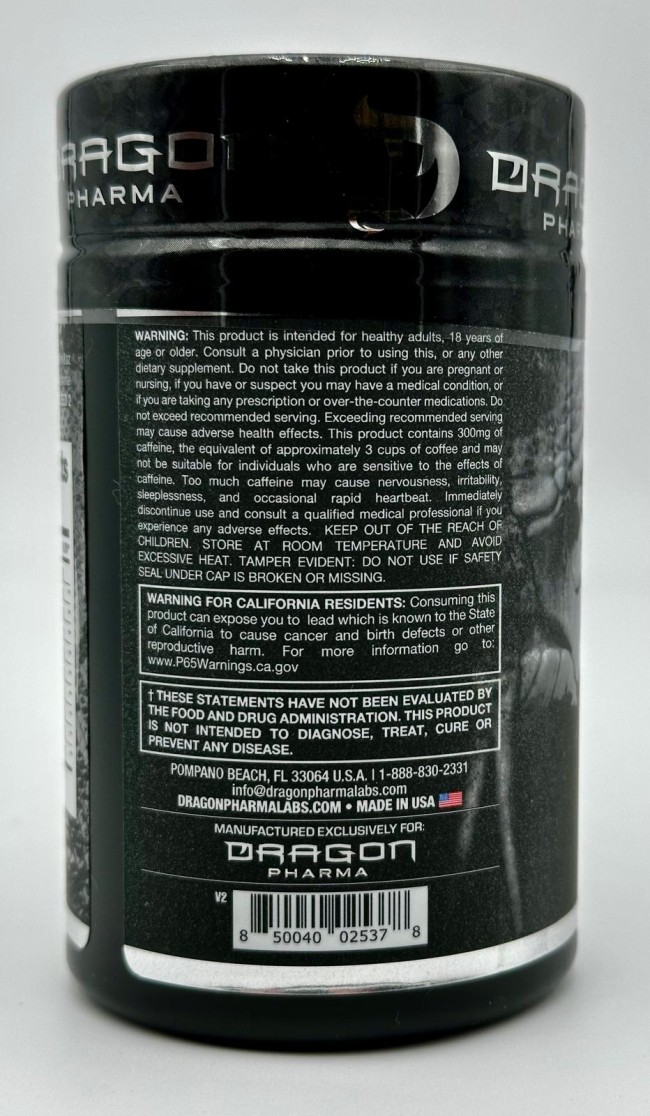 DRAGO
PHARMA
DRA
PHA
WARNING: This product is intended for healthy adults, 18 years of
age or older. Consult a physician prior to using this, or any other
dietary supplement. Do not take this product if you are pregnant or
nursing, if you have or suspect you may have a medical condition, or
if you are taking any prescription or over-the-counter medications. Do
not exceed recommended serving. Exceeding recommended serving
may cause adverse health effects. This product contains 300mg of
caffeine, the equivalent of approximately 3 cups of coffee and may
not be suitable for individuals who are sensitive to the effects of
caffeine. Too much caffeine may cause nervousness, irritability,
sleeplessness, and occasional rapid heartbeat. Immediately
discontinue use and consult a qualified medical professional if you
experience any adverse effects. KEEP OUT OF THE REACH OF
CHILDREN. STORE AT ROOM TEMPERATURE AND AVOID
EXCESSIVE HEAT. TAMPER EVIDENT: DO NOT USE IF SAFETY
SEAL UNDER CAP IS BROKEN OR MISSING.
WARNING FOR CALIFORNIA RESIDENTS: Consuming this
product can expose you to lead which is known to the State
of California to cause cancer and birth defects or other
reproductive harm. For more information go to:
www.P65Warnings.ca.gov
† THESE STATEMENTS HAVE NOT BEEN EVALUATED BY
THE FOOD AND DRUG ADMINISTRATION. THIS PRODUCT
IS NOT INTENDED TO DIAGNOSE, TREAT, CURE OR
PREVENT ANY DISEASE.
POMPANO BEACH, FL 33064 U.S.A. | 1-888-830-2331
info@dragonpharmalabs.com
DRAGONPHARMALABS.COM • MADE IN USA
MANUFACTURED EXCLUSIVELY FOR:
DRAGON
PHARMA
V2
8 50040 02537 8